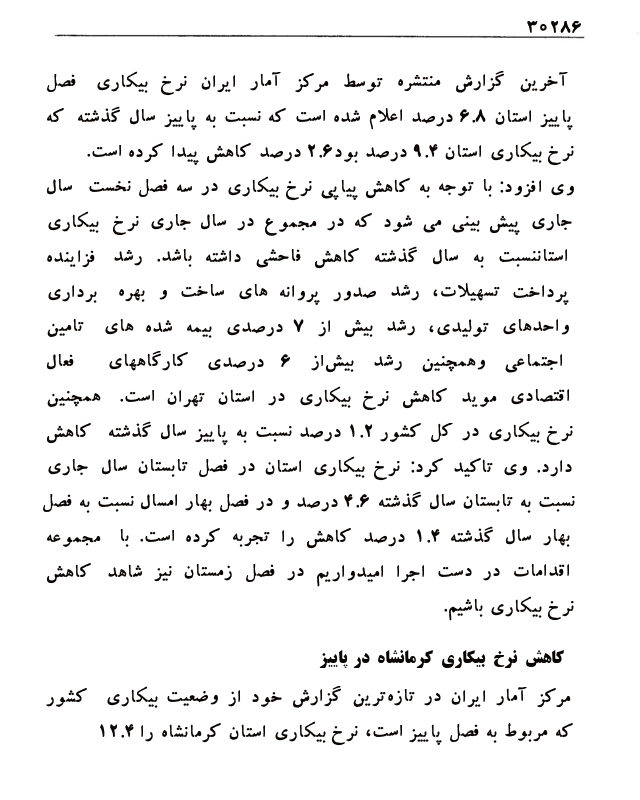 ۳۰۲۸۶
آخرین گزارش منتشره توسط مرکز آمار ایران نرخ بیکاری فصل
پاییز استان ۶.۸ درصد اعلام شده است که نسبت به پاییز سال گذشته که
نرخ بیکاری استان ۹.۴ درصد بود۲.۶ درصد کاهش پیدا کرده است.
وی افزود: با توجه به کاهش پیاپی نرخ بیکاری در سه فصل نخست سال
جاری پیش بینی می شود که در مجموع در سال جاری نرخ بیکاری
استاننسبت به سال گذشته کاهش فاحشی داشته باشد. رشد فزاینده
پرداخت تسهیلات، رشد صدور پروانه های ساخت و بهره برداری
واحدهای تولیدی، رشد بیش از ۷ درصدی بیمه شده های تامین
اجتماعی وهمچنین رشد بیش‌از ۶ درصدی کارگاههای فعال
اقتصادی موید کاهش نرخ بیکاری در استان تهران است. همچنین
نرخ بیکاری در کل کشور ۱.۲ درصد نسبت به پاییز سال گذشته کاهش
دارد. وی تاکید کرد: نرخ بیکاری استان در فصل تابستان سال جاری
نسبت به تابستان سال گذشته ۴.۶ درصد و در فصل بهار امسال نسبت به فصل
بهار سال گذشته ۱.۴ درصد کاهش را تجربه کرده است. با مجموعه
اقدامات در دست اجرا امیدواریم در فصل زمستان نیز شاهد کاهش
نرخ بیکاری باشیم.
کاهش نرخ بیکاری کرمانشاه در پاییز
مرکز آمار ایران در تازه‌ترین گزارش خود از وضعیت بیکاری کشور
که مربوط به فصل پاییز است، نرخ بیکاری استان کرمانشاه را ۱۲.۴